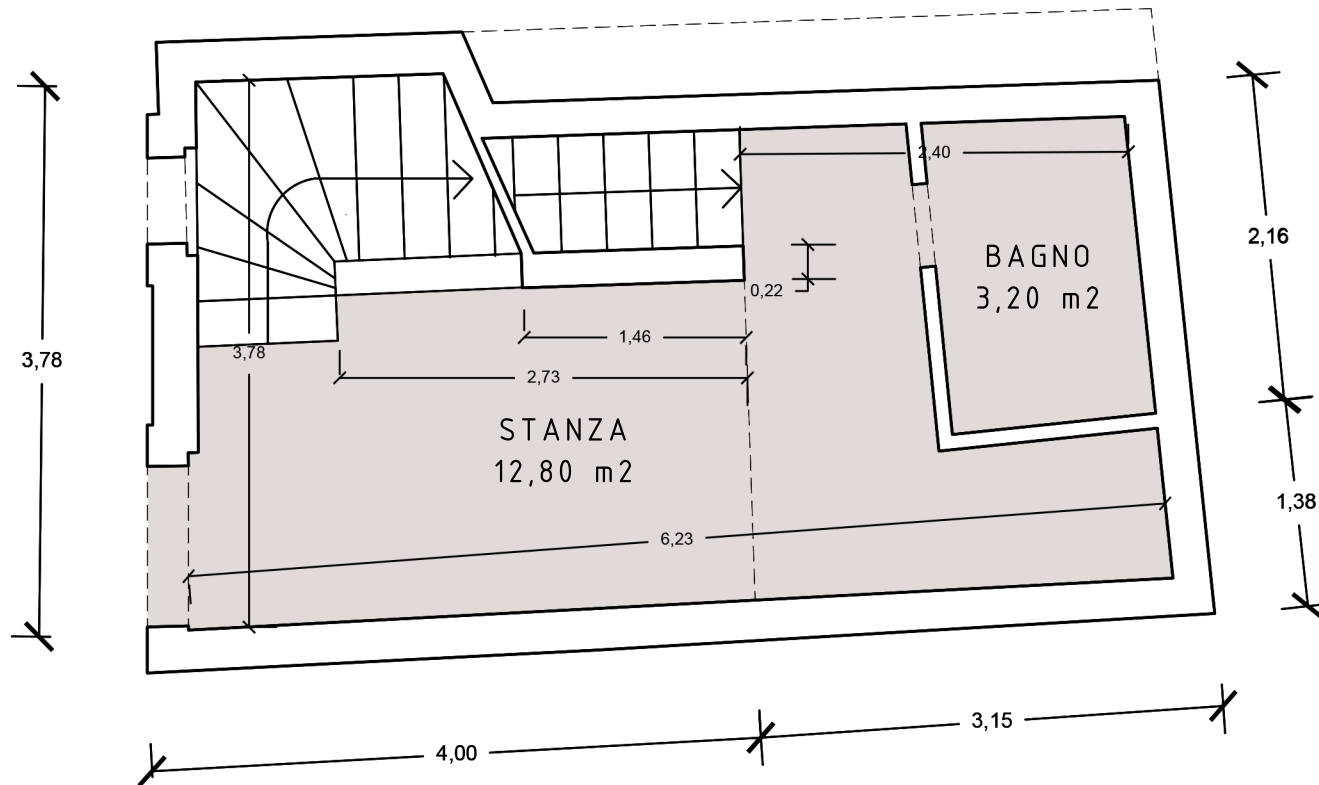 2,40
2,16
BAGNO
3,20 m2
0,22
1,46
3,78
3,78
2,73
STANZA
12,80 m2
1,38
6,23
3,15
4,00